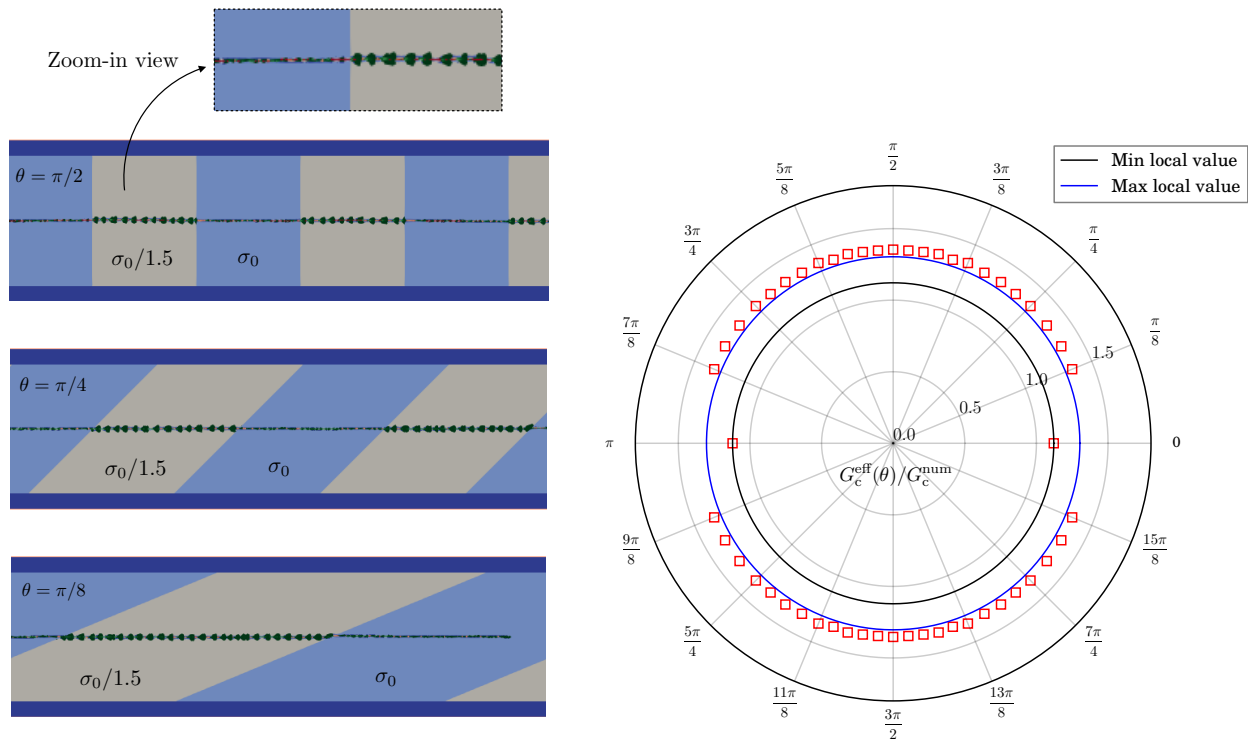 Zoom-in view
θ = π/2
σ₀/1.5
σ₀
θ = π/4
σ₀/1.5
σ₀
θ = π/8
σ₀/1.5
σ₀
Min local value
Max local value
π/2
5π/8
3π/8
3π/4
π/4
7π/8
π/8
1.5
1.0
0.5
0.0
π
0
G_c^eff(θ)/G_c^num
9π/8
15π/8
5π/4
7π/4
11π/8
13π/8
3π/2